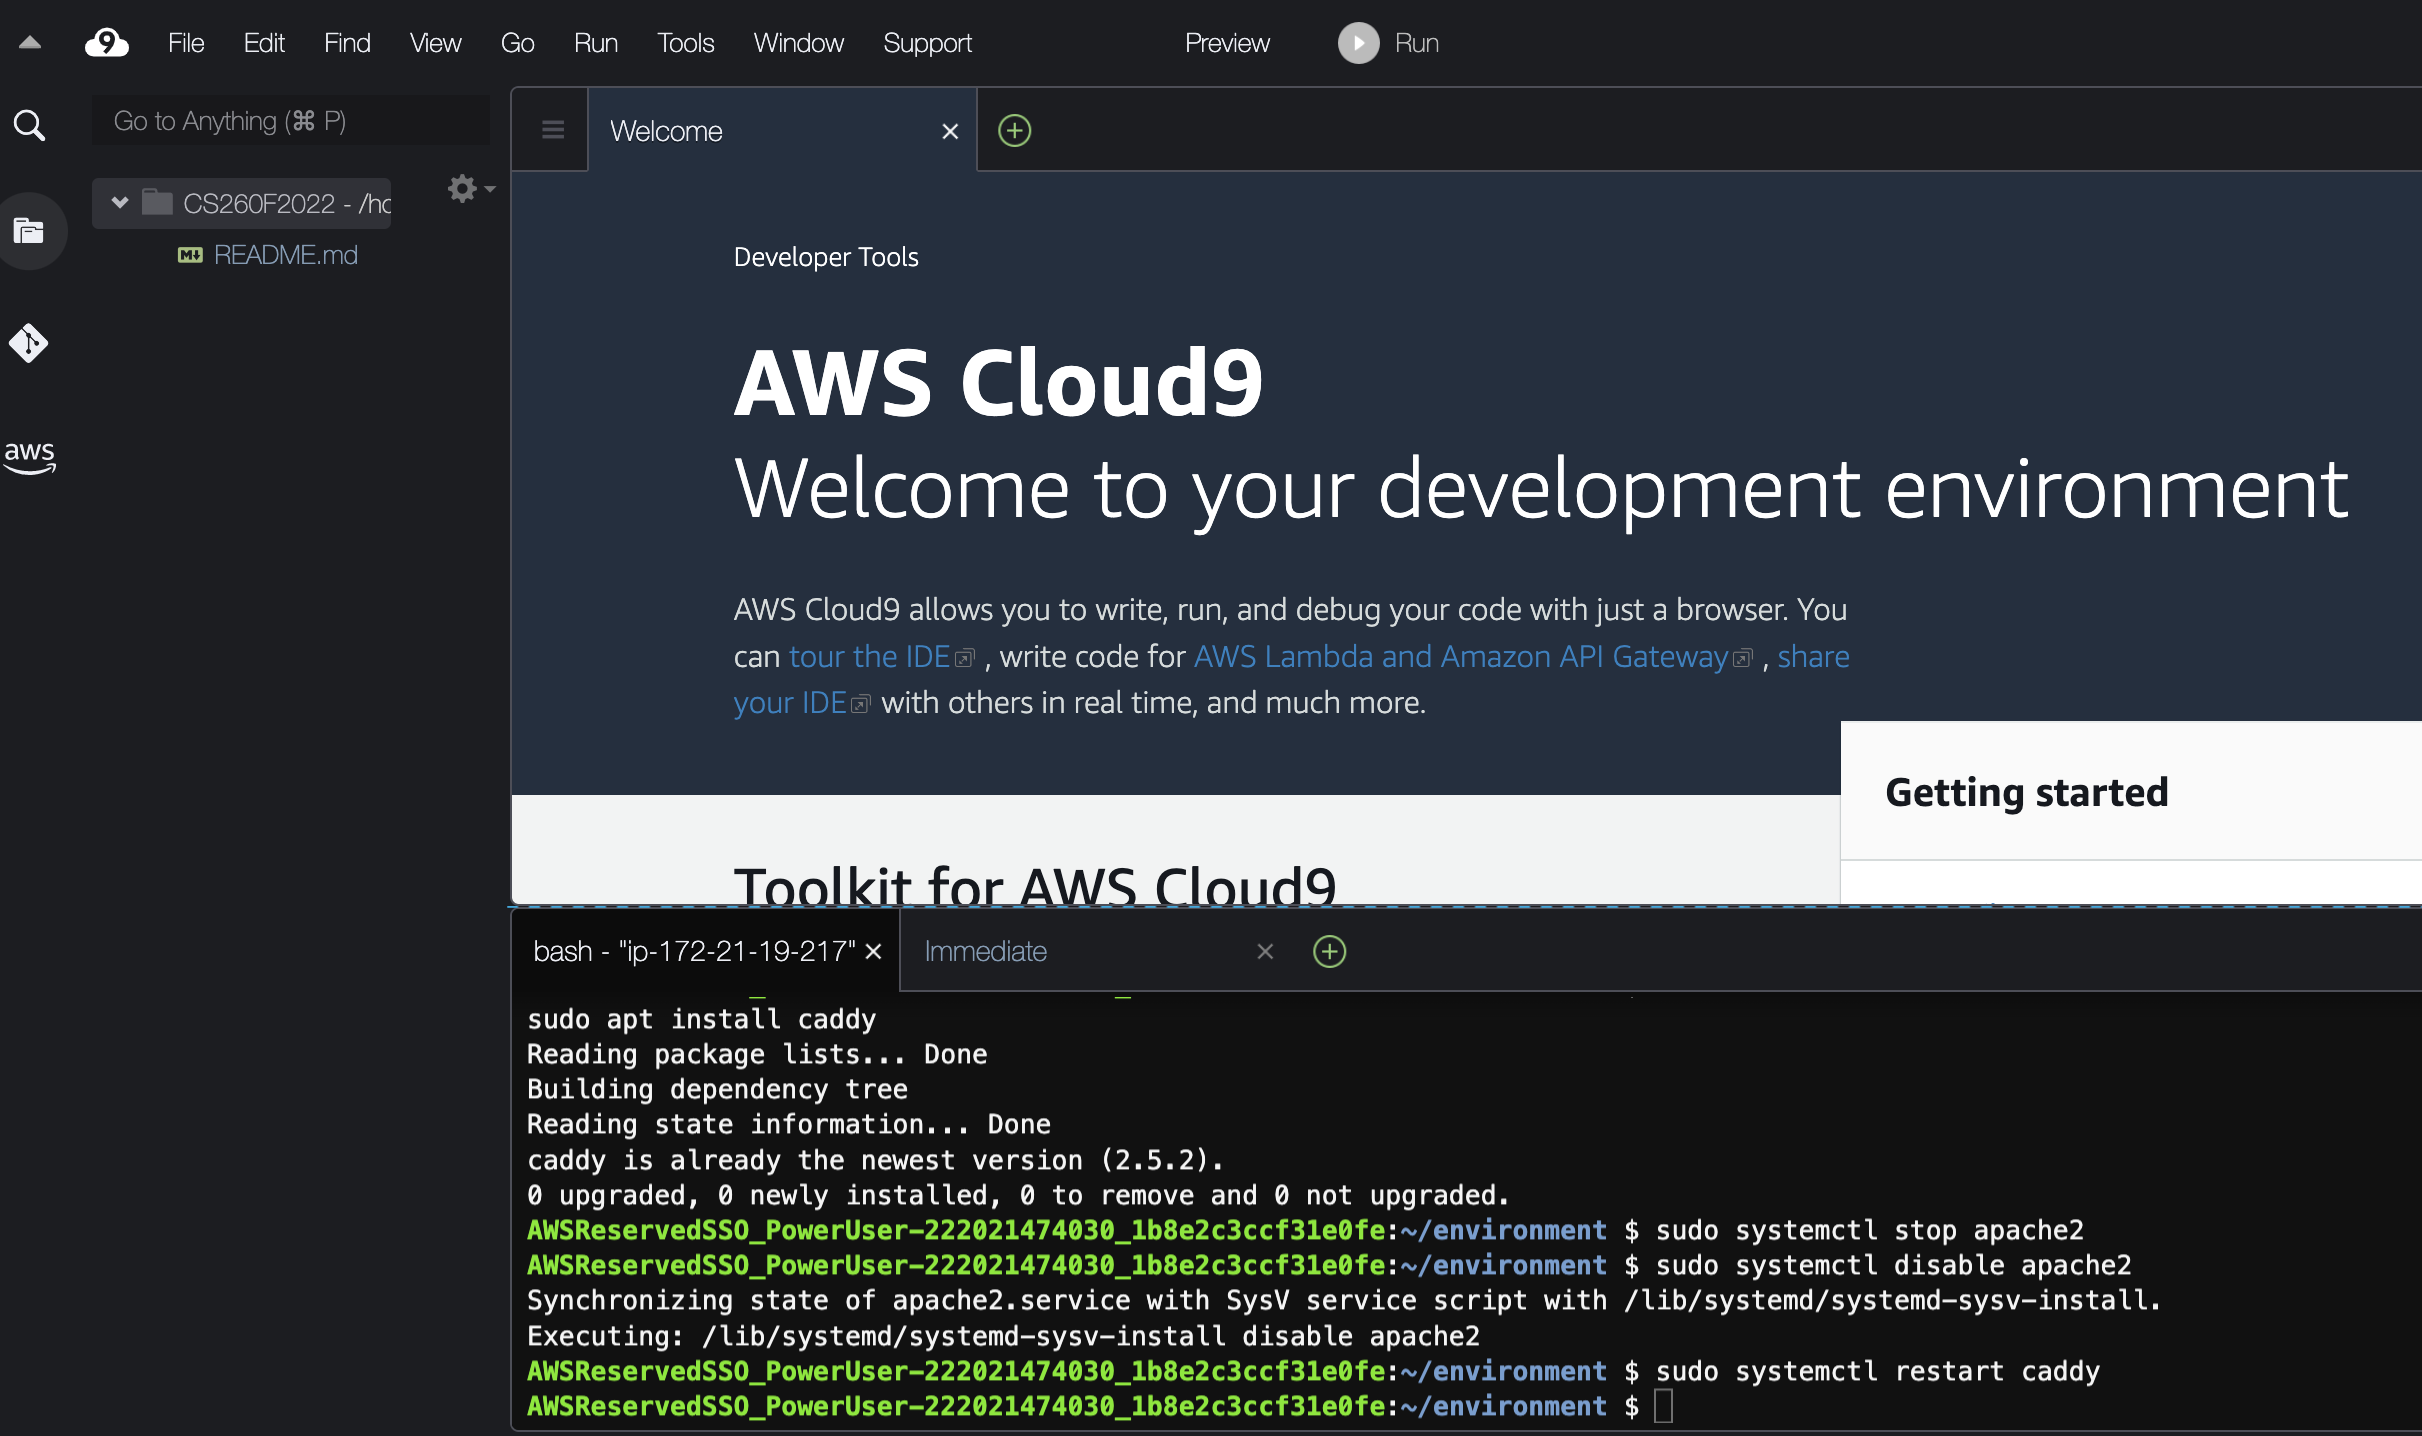 File Edit Find View Go Run Tools Window Support Preview Run
Go to Anything (⌘ P)
CS260F2022 - /ho
README.md
aws
Welcome
Developer Tools
AWS Cloud9
Welcome to your development environment
AWS Cloud9 allows you to write, run, and debug your code with just a browser. You
can tour the IDE , write code for AWS Lambda and Amazon API Gateway , share
your IDE with others in real time, and much more.
Getting started
Toolkit for AWS Cloud9
bash - "ip-172-21-19-217" Immediate
sudo apt install caddy
Reading package lists... Done
Building dependency tree
Reading state information... Done
caddy is already the newest version (2.5.2).
0 upgraded, 0 newly installed, 0 to remove and 0 not upgraded.
AWSReservedSSO_PowerUser-222021474030_1b8e2c3ccf31e0fe:~/environment $ sudo systemctl stop apache2
AWSReservedSSO_PowerUser-222021474030_1b8e2c3ccf31e0fe:~/environment $ sudo systemctl disable apache2
Synchronizing state of apache2.service with SysV service script with /lib/systemd/systemd-sysv-install.
Executing: /lib/systemd/systemd-sysv-install disable apache2
AWSReservedSSO_PowerUser-222021474030_1b8e2c3ccf31e0fe:~/environment $ sudo systemctl restart caddy
AWSReservedSSO_PowerUser-222021474030_1b8e2c3ccf31e0fe:~/environment $